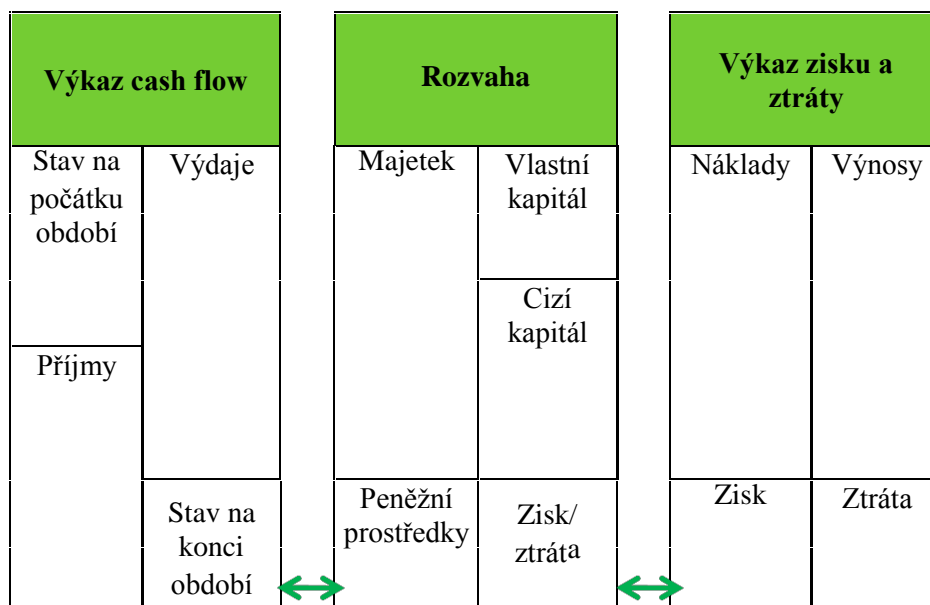 Výkaz cash flow
Stav na
počátku
období
Výdaje
Příjmy
Stav na
konci
období
Rozvaha
Majetek
Vlastní
kapitál
Cizí
kapitál
Peněžní
prostředky
Zisk/
ztráta
Výkaz zisku a
ztráty
Náklady
Výnosy
Zisk
Ztráta